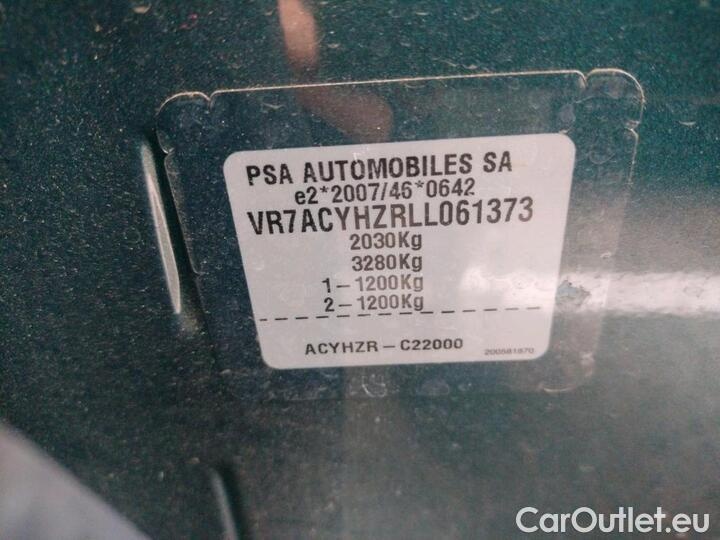 PSA AUTOMOBILES SA
e2*2007/46*0642
VR7ACYHZRLL061373
2030Kg
3280Kg
1-1200Kg
2-1200Kg
ACYHZR-C22000
200581870
CarOutlet.eu